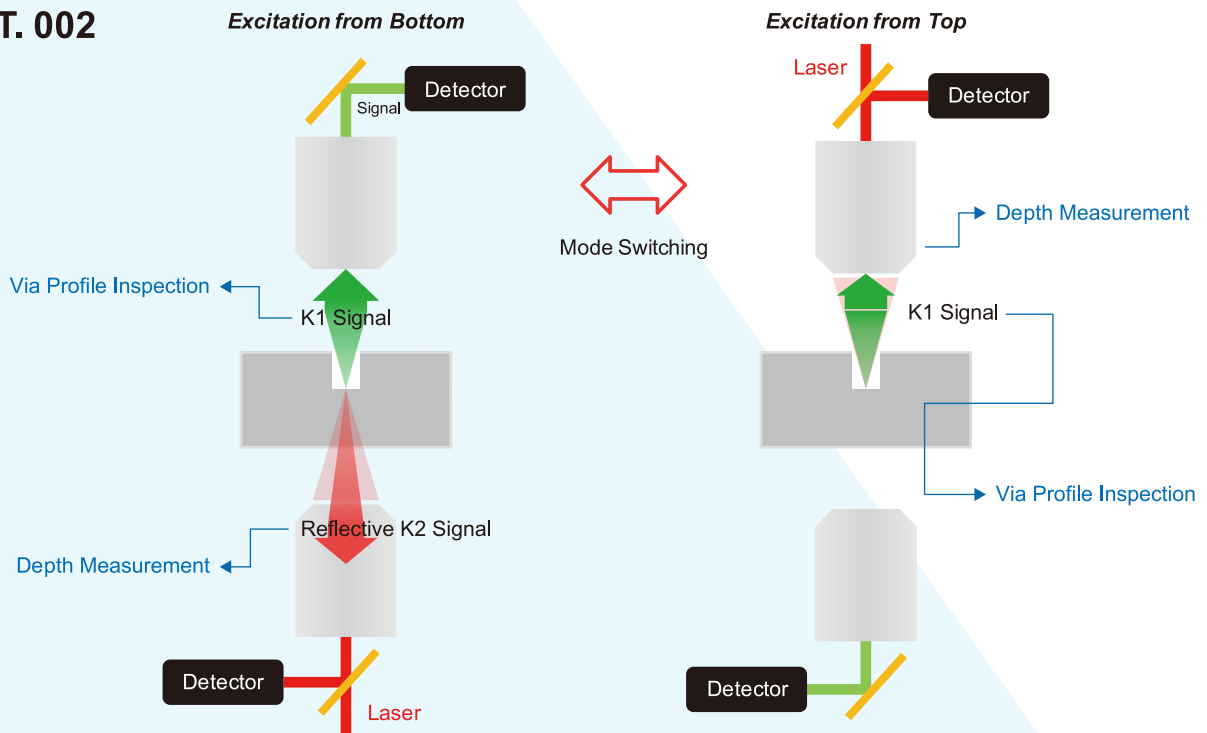 T. 002
Excitation from Bottom
Detector
Signal
Via Profile Inspection
K1 Signal
Reflective K2 Signal
Depth Measurement
Detector
Laser
Mode Switching
Excitation from Top
Laser
Detector
Depth Measurement
K1 Signal
Via Profile Inspection
Detector